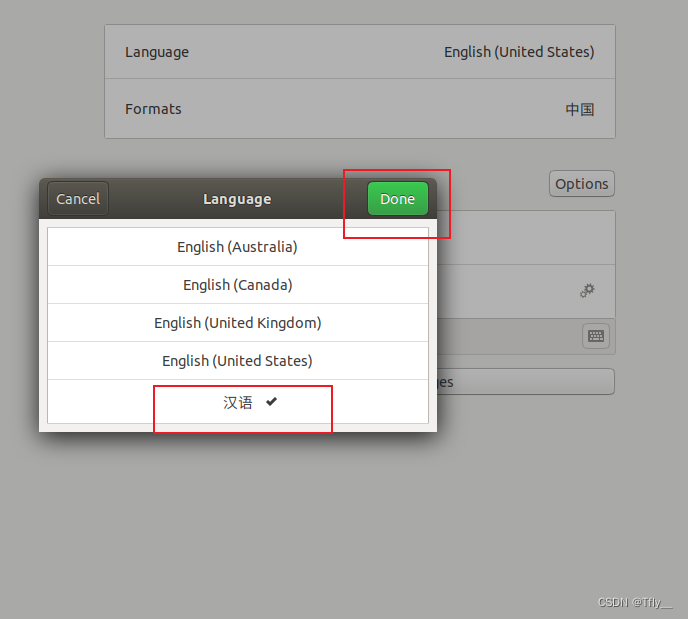 Language English (United States)
Formats 中国
Options
Cancel Language Done
English (Australia)
English (Canada)
English (United Kingdom)
English (United States)
汉语
CSDN @Tfly__